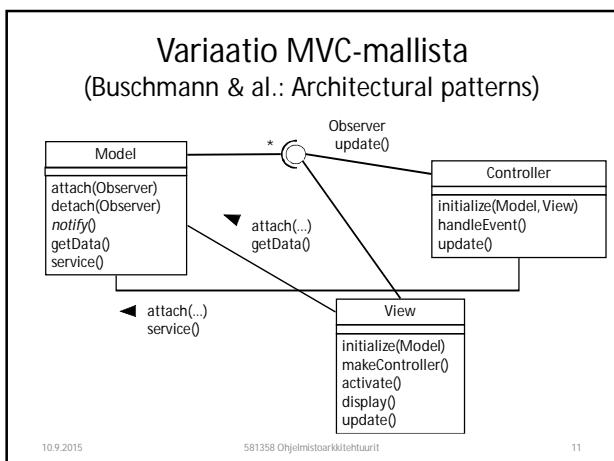 Variaatio MVC-mallista
(Buschmann & al.: Architectural patterns)
Observer
update()
*
Model
attach(Observer)
detach(Observer)
notify()
getData()
service()
Controller
initialize(Model, View)
handleEvent()
update()
attach(...)
getData()
attach(...)
service()
View
initialize(Model)
makeController()
activate()
display()
update()
10.9.2015
581358 Ohjelmistoarkkitehtuurit
11